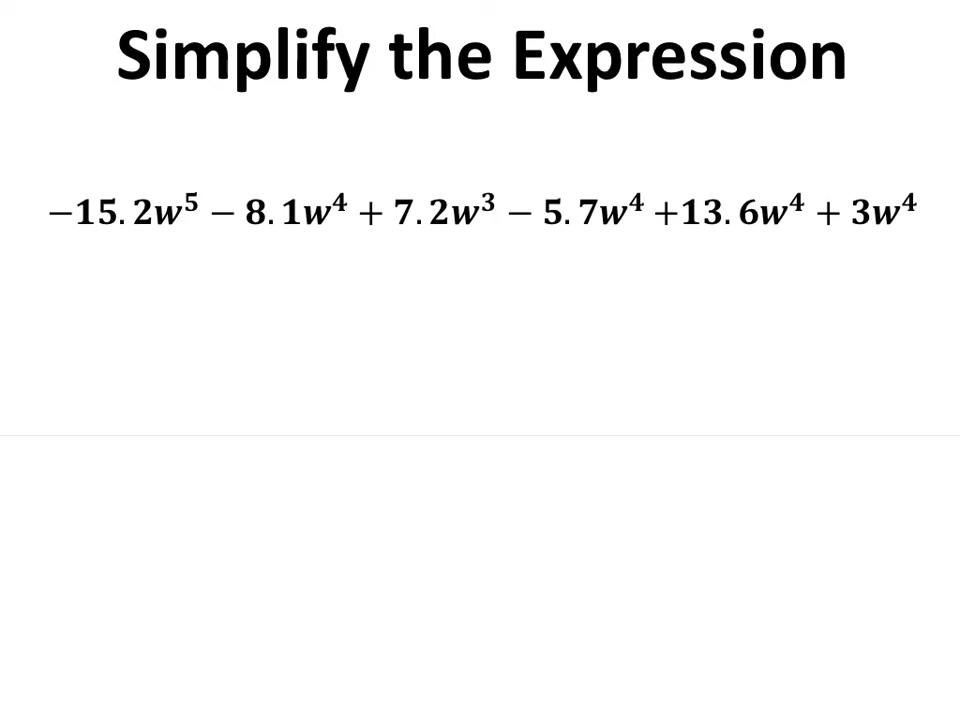 Simplify the Expression
−15.2w⁵ − 8.1w⁴ + 7.2w³ − 5.7w⁴ +13.6w⁴ + 3w⁴